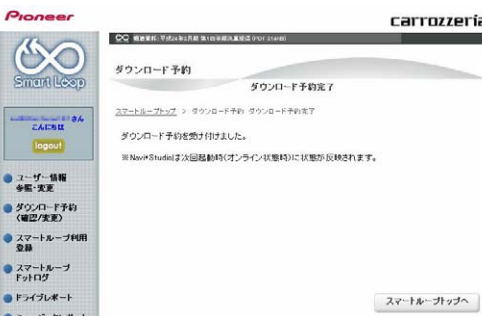 Pioneer
carrozzeria
Smart Loop
さん
こんにちは
logout
ユーザー情報
参照・変更
ダウンロード予約
(確認/変更)
スマートループ利用
登録
スマートループ
ドットログ
ドライブレポート
ダウンロード予約
ダウンロード予約完了
スマートループトップ > ダウンロード予約 ダウンロード予約完了
ダウンロード予約を受け付けました。
※Navi*Studioは次回起動時(オンライン状態時)に状態が反映されます。
スマートループトップへ